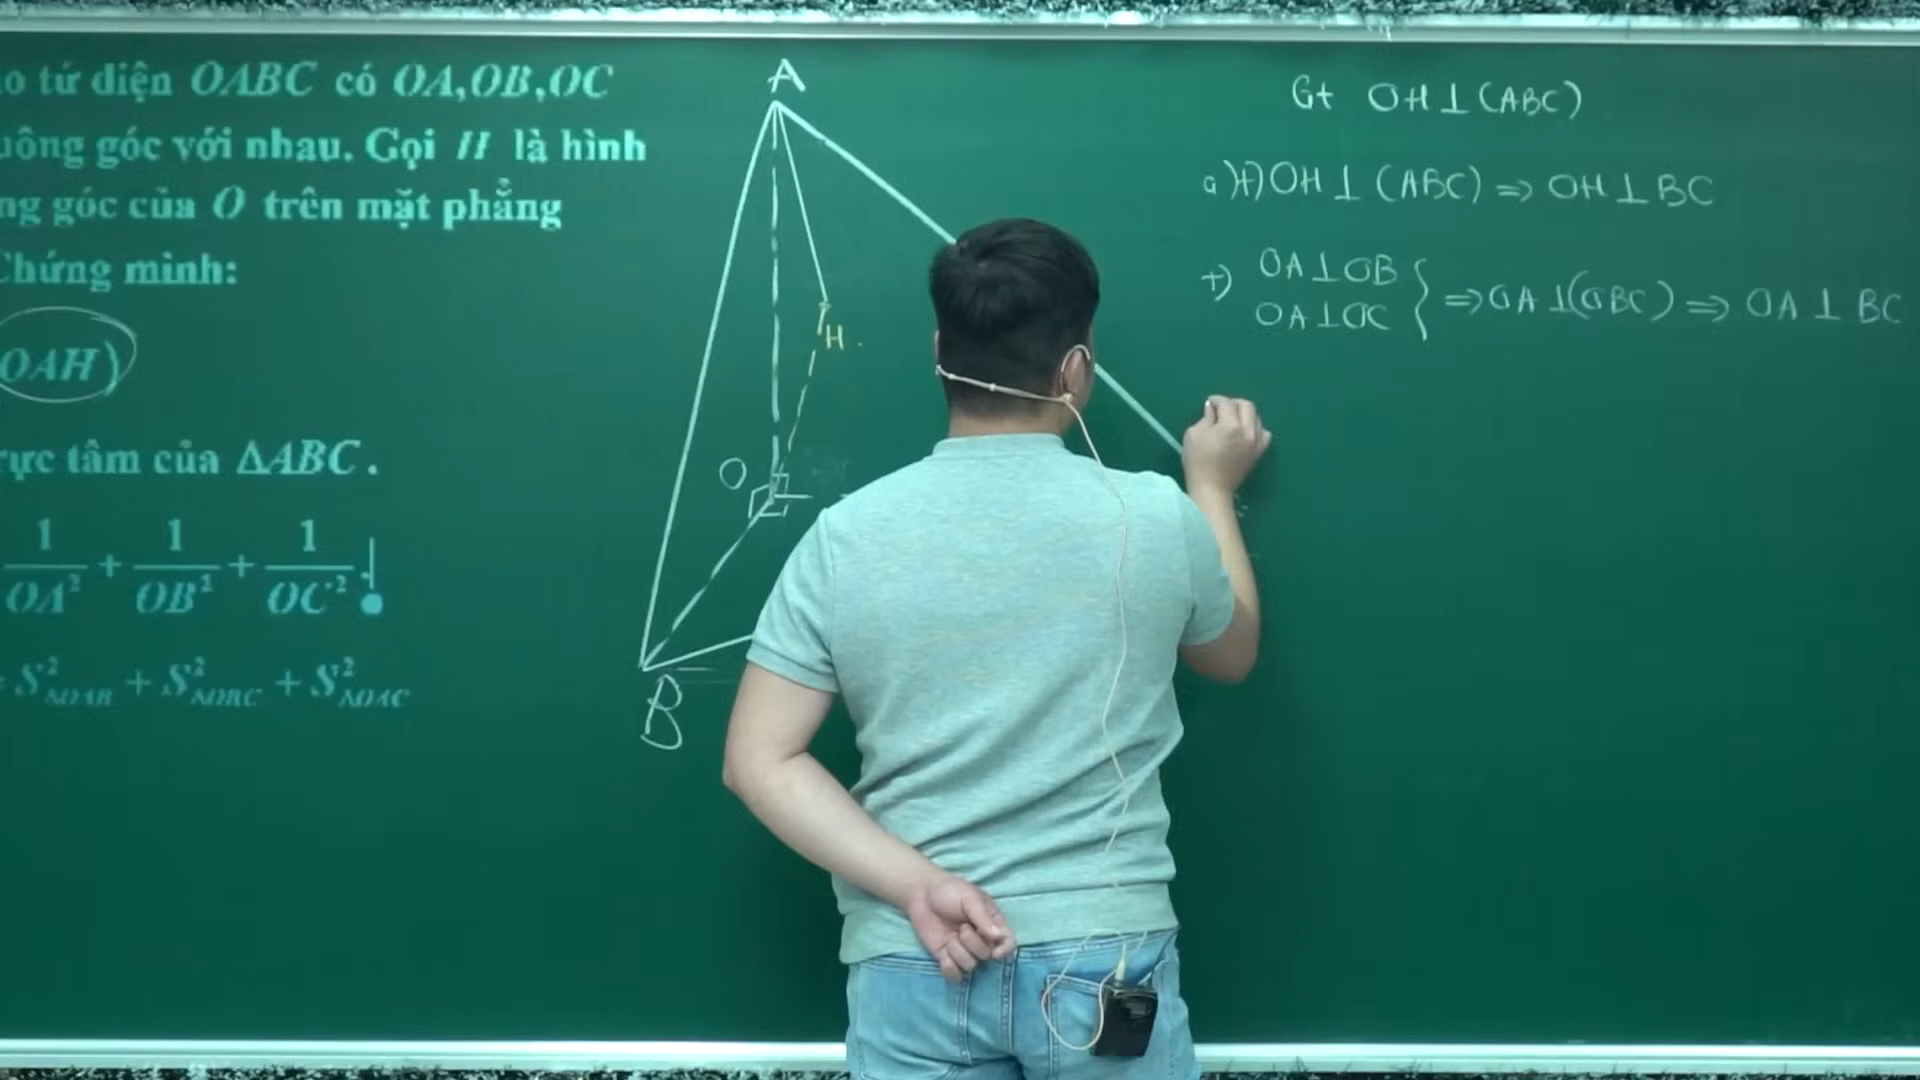 o tứ diện OABC có OA,OB,OC
uông góc với nhau. Gọi H là hình
ng góc của O trên mặt phẳng
Chứng minh:
OAH)
rực tâm của ΔABC.
1/OA² + 1/OB² + 1/OC².
= S²ΔOAB + S²ΔOBC + S²ΔOAC
A
H
O
B
Gt OH⊥(ABC)
a)+) OH⊥(ABC) ⇒ OH⊥BC
+) OA⊥OB
OA⊥OC } ⇒ OA⊥(OBC) ⇒ OA⊥BC